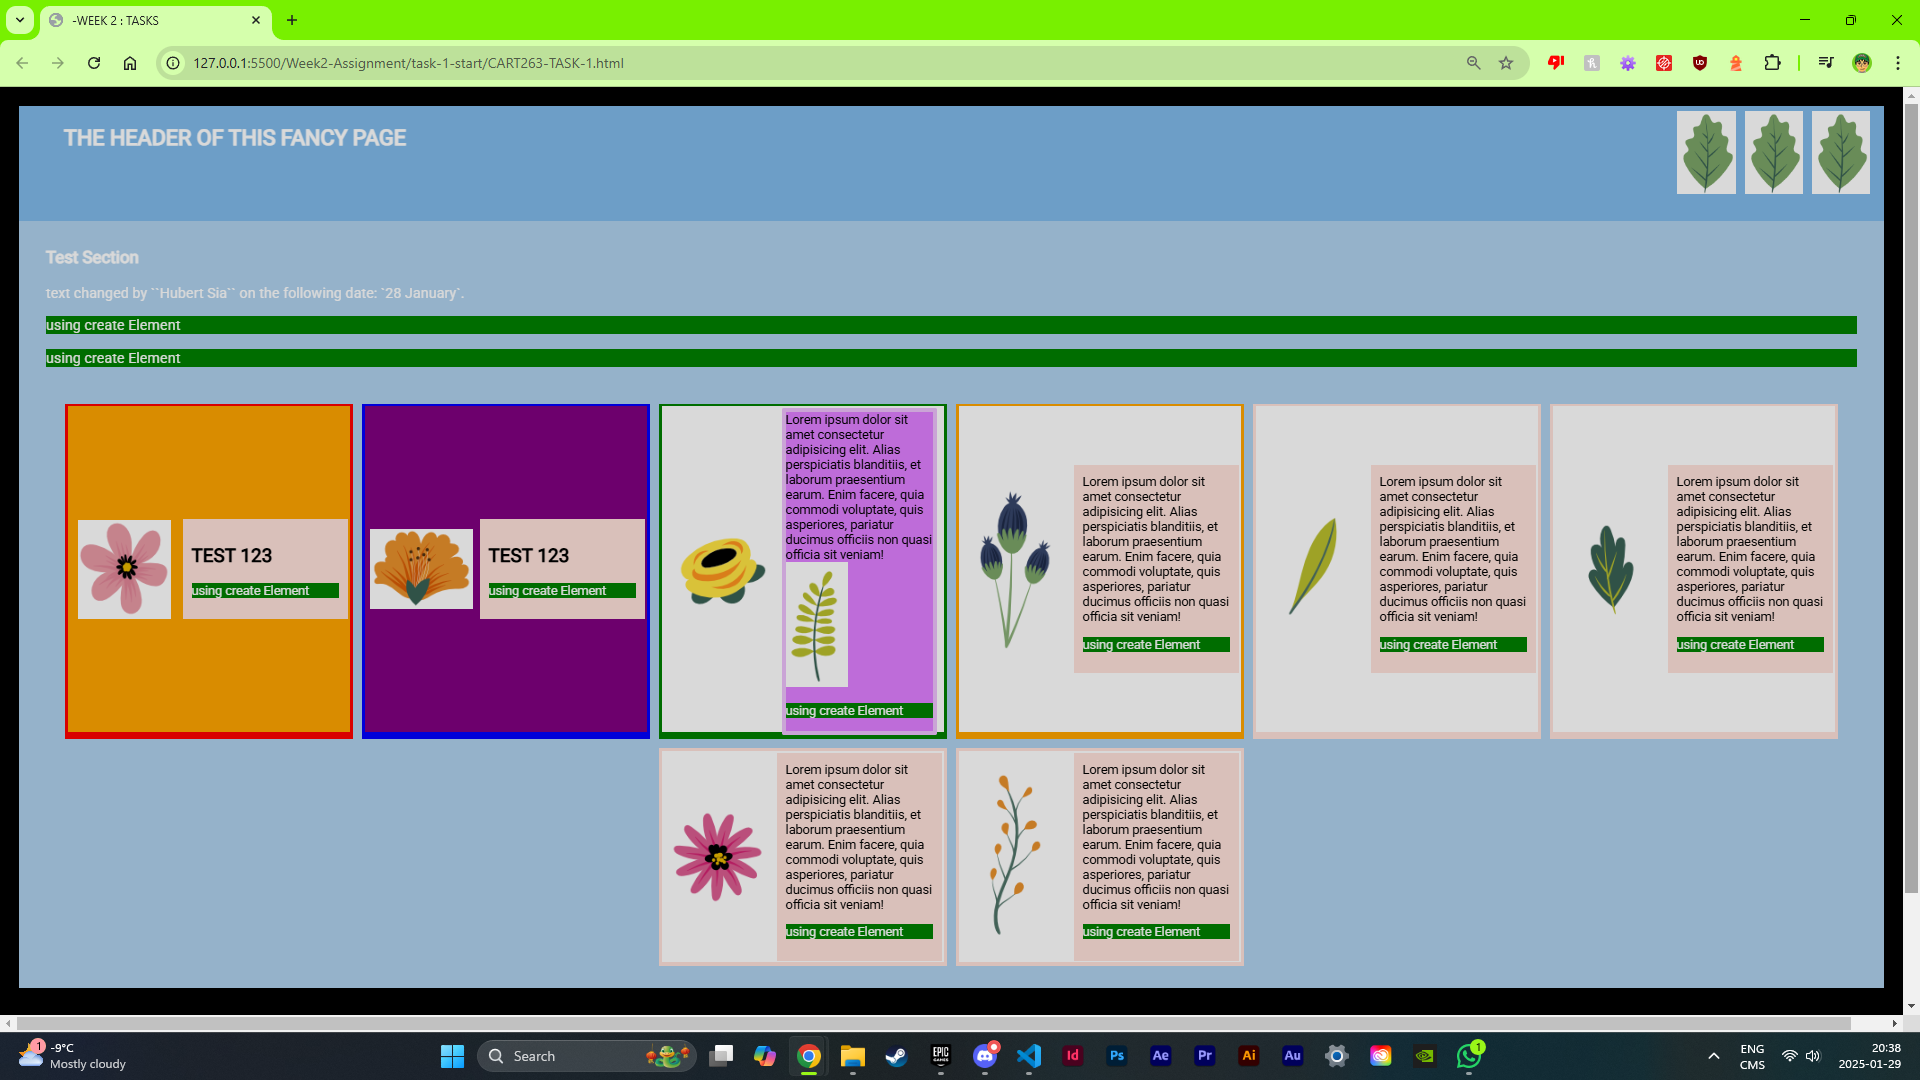 -WEEK 2 : TASKS
127.0.0.1:5500/Week2-Assignment/task-1-start/CART263-TASK-1.html
THE HEADER OF THIS FANCY PAGE
Test Section
text changed by ``Hubert Sia`` on the following date: `28 January`.
using create Element
using create Element
TEST 123
using create Element
TEST 123
using create Element
Lorem ipsum dolor sit
amet consectetur
adipisicing elit. Alias
perspiciatis blanditiis, et
laborum praesentium
earum. Enim facere, quia
commodi voluptate, quis
asperiores, pariatur
ducimus officiis non quasi
officia sit veniam!
using create Element
Lorem ipsum dolor sit
amet consectetur
adipisicing elit. Alias
perspiciatis blanditiis, et
laborum praesentium
earum. Enim facere, quia
commodi voluptate, quis
asperiores, pariatur
ducimus officiis non quasi
officia sit veniam!
using create Element
Lorem ipsum dolor sit
amet consectetur
adipisicing elit. Alias
perspiciatis blanditiis, et
laborum praesentium
earum. Enim facere, quia
commodi voluptate, quis
asperiores, pariatur
ducimus officiis non quasi
officia sit veniam!
using create Element
Lorem ipsum dolor sit
amet consectetur
adipisicing elit. Alias
perspiciatis blanditiis, et
laborum praesentium
earum. Enim facere, quia
commodi voluptate, quis
asperiores, pariatur
ducimus officiis non quasi
officia sit veniam!
using create Element
Lorem ipsum dolor sit
amet consectetur
adipisicing elit. Alias
perspiciatis blanditiis, et
laborum praesentium
earum. Enim facere, quia
commodi voluptate, quis
asperiores, pariatur
ducimus officiis non quasi
officia sit veniam!
using create Element
Lorem ipsum dolor sit
amet consectetur
adipisicing elit. Alias
perspiciatis blanditiis, et
laborum praesentium
earum. Enim facere, quia
commodi voluptate, quis
asperiores, pariatur
ducimus officiis non quasi
officia sit veniam!
using create Element
1
-9°C
Mostly cloudy
Search
EPIC GAMES
Id
Ps
Ae
Pr
Ai
Au
1
ENG
CMS
20:38
2025-01-29